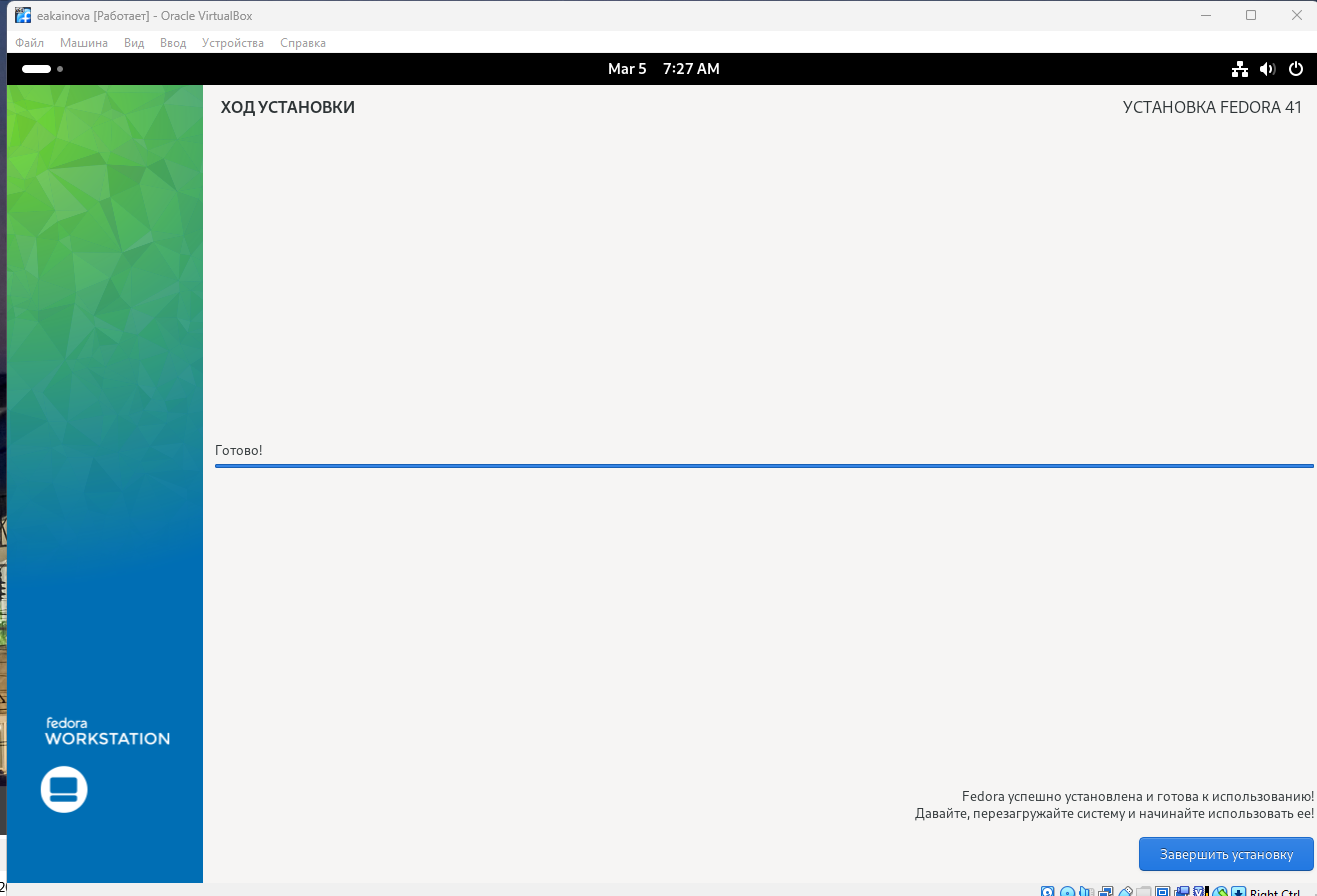 eakainova [Работает] - Oracle VirtualBox
Файл Машина Вид Ввод Устройства Справка
Mar 5 7:27 AM
ХОД УСТАНОВКИ
УСТАНОВКА FEDORA 41
Готово!
fedora
WORKSTATION
Fedora успешно установлена и готова к использованию!
Давайте, перезагружайте систему и начинайте использовать ее!
Завершить установку
Right Ctrl